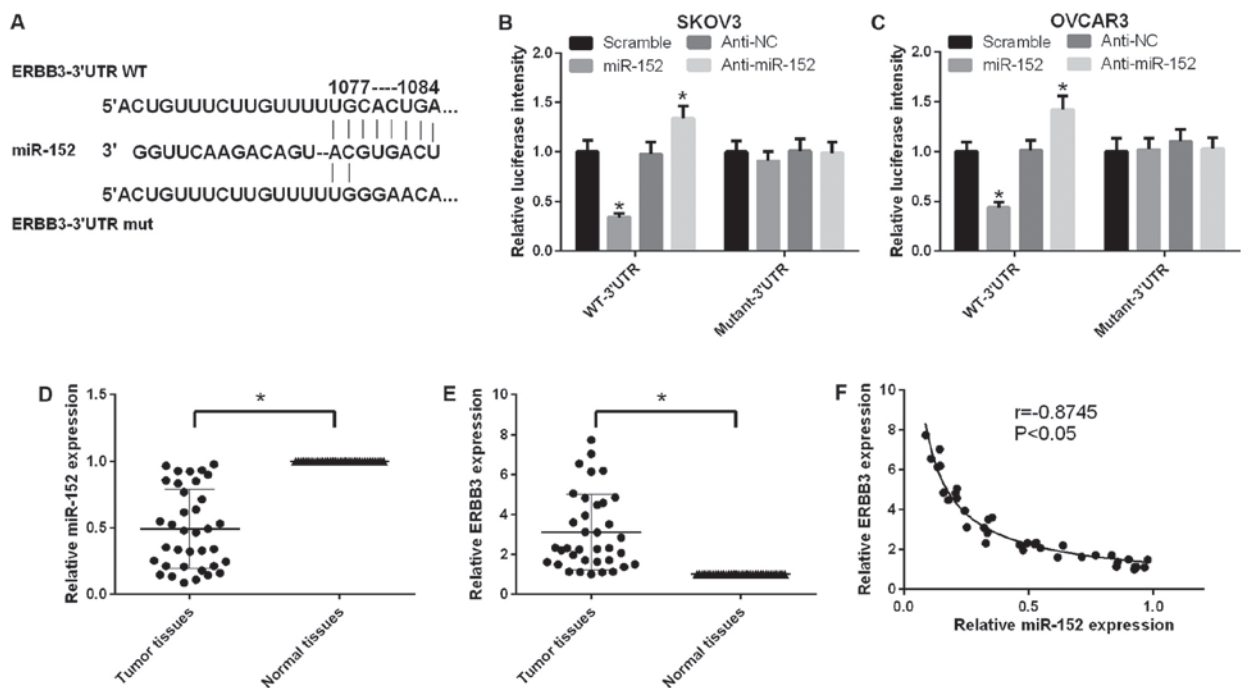 A
ERBB3-3'UTR WT
1077----1084
5'ACUGUUUCUUGUUUUUGCACUGA...
miR-152 3' GGUUCAAGACAGU--ACGUGACU
5'ACUGUUUCUUGUUUUUGGGAACA...
ERBB3-3'UTR mut
B
SKOV3
Scramble
Anti-NC
miR-152
Anti-miR-152
Relative luciferase intensity
2.0
1.5
1.0
0.5
0.0
*
*
WT-3'UTR
Mutant-3'UTR
C
OVCAR3
Scramble
Anti-NC
miR-152
Anti-miR-152
Relative luciferase intensity
2.0
1.5
1.0
0.5
0.0
*
*
WT-3'UTR
Mutant-3'UTR
D
Relative miR-152 expression
1.5
1.0
0.5
0.0
*
Tumor tissues
Normal tissues
E
Relative ERBB3 expression
10
8
6
4
2
0
*
Tumor tissues
Normal tissues
F
Relative ERBB3 expression
10
8
6
4
2
0
r=-0.8745
P<0.05
0.0
0.5
1.0
Relative miR-152 expression